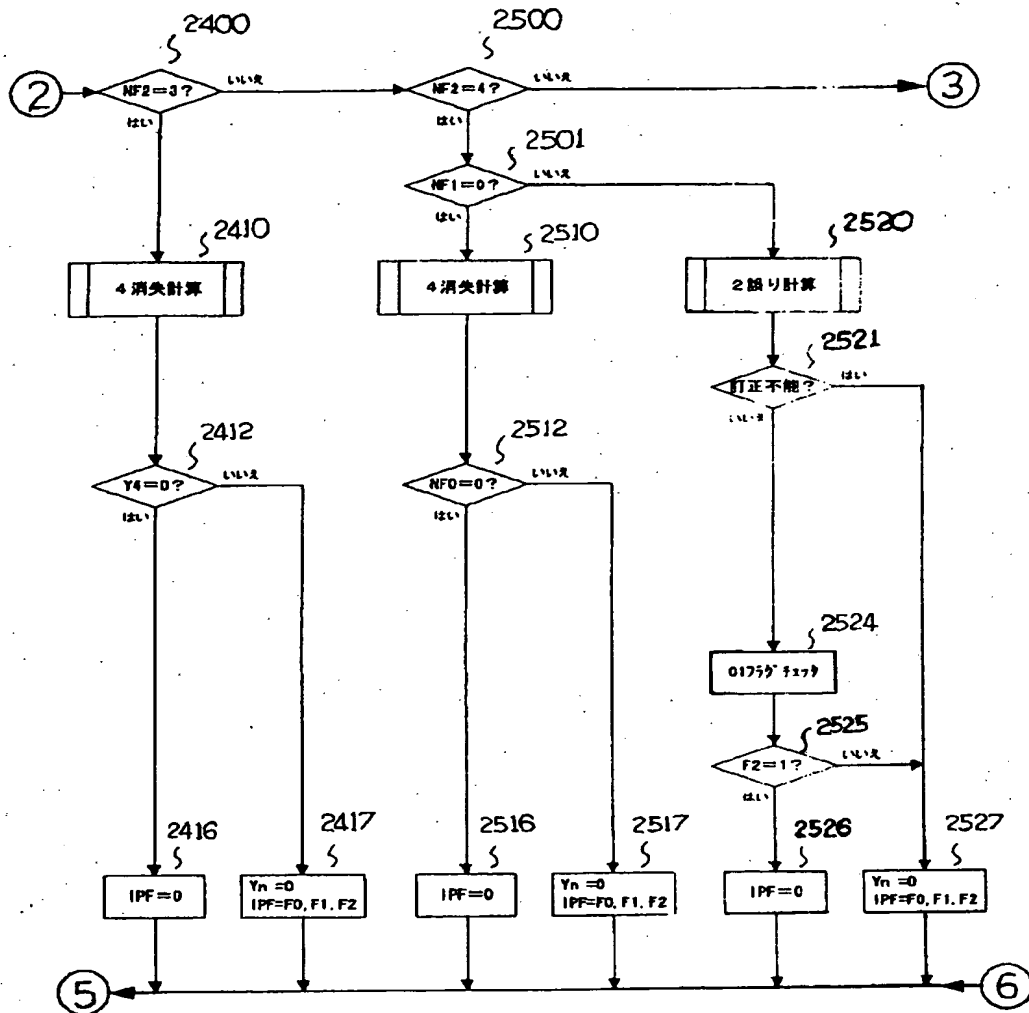 2400
2500
②
NF2=3?
いいえ
NF2=4?
いいえ
③
はい
はい
2501
NF1=0?
いいえ
はい
2410
2510
2520
4消失計算
4消失計算
2誤り計算
2521
訂正不能?
はい
いいえ
2412
2512
Y4=0?
いいえ
NF0=0?
いいえ
はい
はい
2524
01フラグチェック
2525
F2=1?
いいえ
はい
2416
2417
2516
2517
2526
2527
IPF=0
Yn=0
IPF=F0, F1, F2
IPF=0
Yn=0
IPF=F0, F1, F2
IPF=0
Yn=0
IPF=F0, F1, F2
⑤
⑥